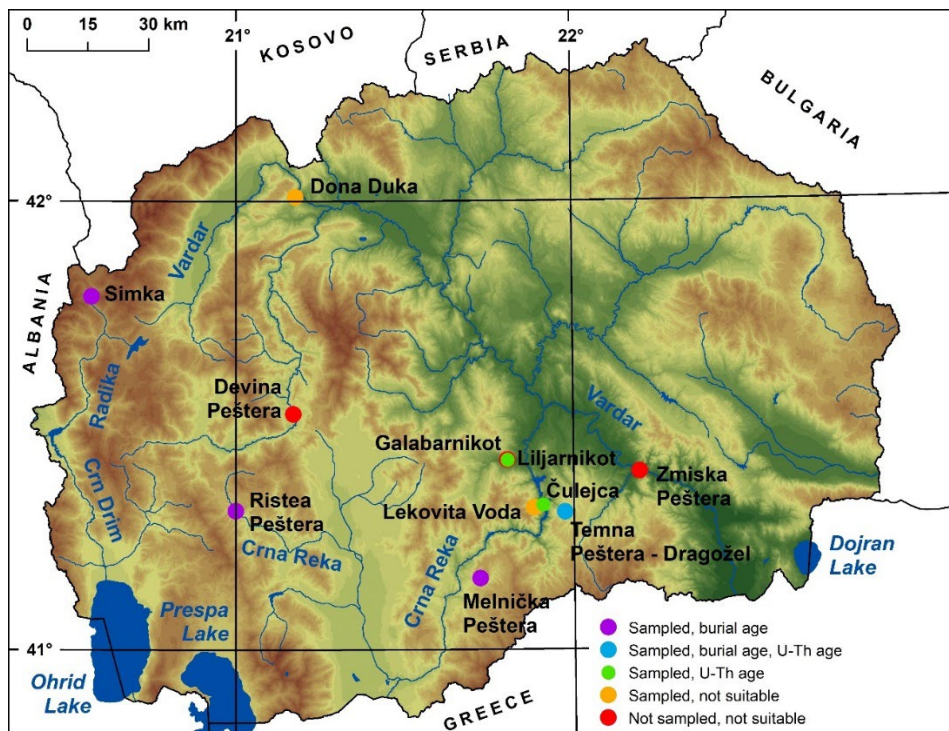 0 15 30 km
21°
KOSOVO
SERBIA
22°
BULGARIA
42°
Dona Duka
Vardar
ALBANIA
Simka
Radika
Devina
Peštera
Vardar
Galabarnikot
Liljarnikot
Zmiska
Peštera
Čulejca
Lekovita Voda
Temna
Peštera - Dragožel
Ristea
Peštera
Crn Drim
Crna Reka
Crna Reka
Dojran
Lake
Melnička
Peštera
Prespa
Lake
41°
Ohrid
Lake
GREECE
Sampled, burial age
Sampled, burial age, U-Th age
Sampled, U-Th age
Sampled, not suitable
Not sampled, not suitable